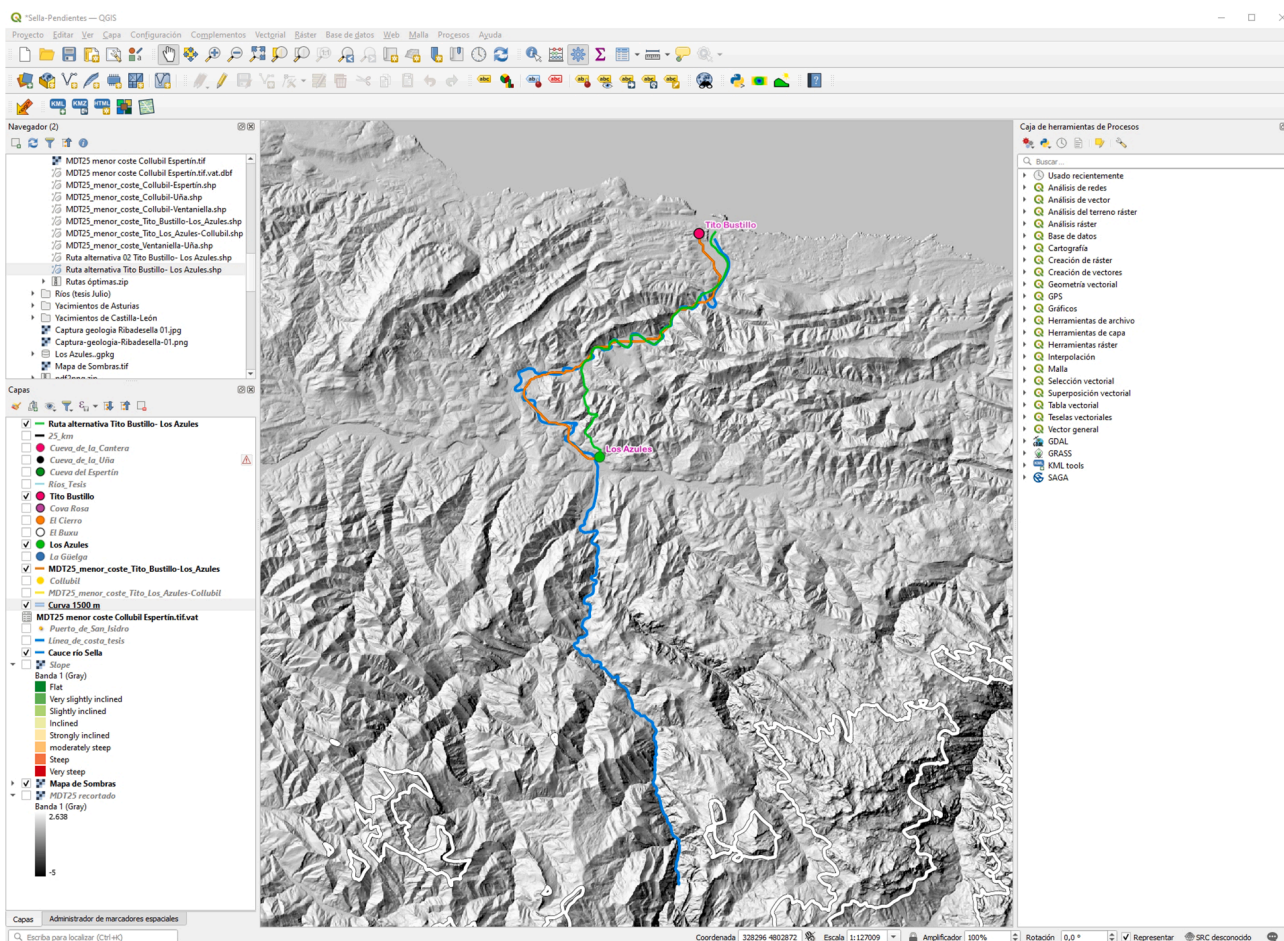 *Sella-Pendientes — QGIS
Proyecto Editar Ver Capa Configuración Complementos Vectorial Ráster Base de datos Web Malla Procesos Ayuda
Navegador (2)
MDT25 menor coste Collubil Espertín.tif
MDT25 menor coste Collubil Espertin.tif.vat.dbf
MDT25_menor_coste_Collubil-Espertín.shp
MDT25_menor_coste_Collubil-Uña.shp
MDT25_menor_coste_Collubil-Ventaniella.shp
MDT25_menor_coste_Tito_Bustillo-Los_Azules.shp
MDT25_menor_coste_Tito_Los_Azules-Collubil.shp
MDT25_menor_coste_Ventaniella-Uña.shp
Ruta alternativa 02 Tito Bustillo- Los Azules.shp
Ruta alternativa Tito Bustillo- Los Azules.shp
Rutas óptimas.zip
Ríos (tesis Julio)
Yacimientos de Asturias
Yacimientos de Castilla-León
Captura geologia Ribadesella 01.jpg
Captura-geologia-Ribadesella-01.png
Los Azules..gpkg
Mapa de Sombras.tif
Capas
Ruta alternativa Tito Bustillo- Los Azules
25_km
Cueva_de_la_Cantera
Cueva_de_la_Uña
Cueva del Espertín
Ríos_Tesis
Tito Bustillo
Cova Rosa
El Cierro
El Buxu
Los Azules
La Güelga
MDT25_menor_coste_Tito_Bustillo-Los_Azules
Collubil
MDT25_menor_coste_Tito_Los_Azules-Collubil
Curva 1500 m
MDT25 menor coste Collubil Espertín.tif.vat
Puerto_de_San_Isidro
Línea_de_costa_tesis
Cauce río Sella
Slope
Banda 1 (Gray)
Flat
Very slightly inclined
Slightly inclined
Inclined
Strongly inclined
moderately steep
Steep
Very steep
Mapa de Sombras
MDT25 recortado
Banda 1 (Gray)
2.638
-5
Capas Administrador de marcadores espaciales
Tito Bustillo
Los Azules
Caja de herramientas de Procesos
Buscar...
Usado recientemente
Análisis de redes
Análisis de vector
Análisis del terreno ráster
Análisis ráster
Base de datos
Cartografía
Creación de ráster
Creación de vectores
Geometría vectorial
GPS
Gráficos
Herramientas de archivo
Herramientas de capa
Herramientas ráster
Interpolación
Malla
Selección vectorial
Superposición vectorial
Tabla vectorial
Teselas vectoriales
Vector general
GDAL
GRASS
KML tools
SAGA
Escriba para localizar (Ctrl+K)
Coordenada 328296 4802872 Escala 1:127009 Amplificador 100% Rotación 0,0 ° Representar SRC desconocido